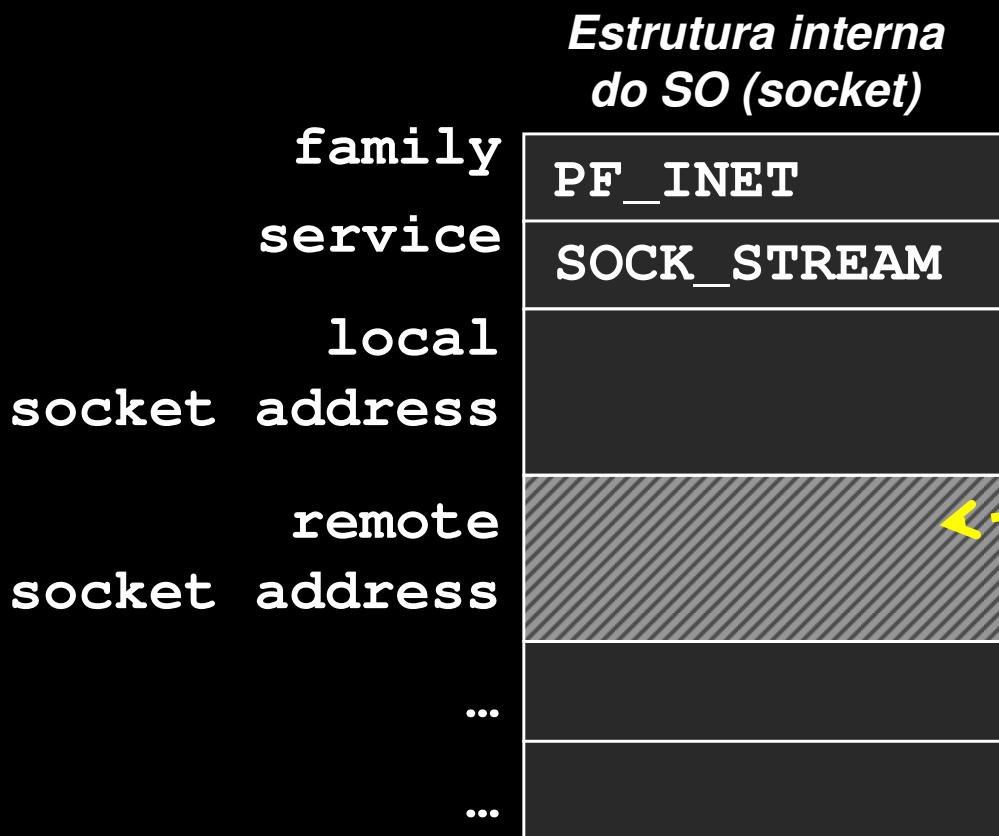 Estrutura interna
do SO (socket)
family
PF_INET
service
SOCK_STREAM
local
socket address
remote
socket address
…
…